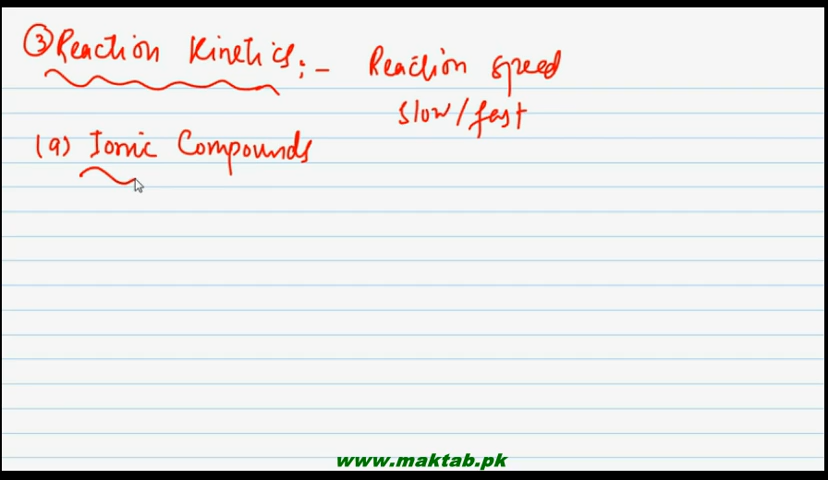 ③ Reaction Kinetics :- Reaction speed
slow/fast
(a) Ionic Compounds
www.maktab.pk